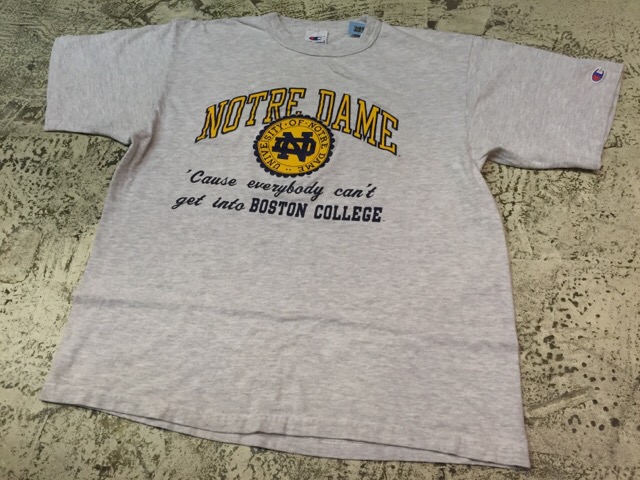 NOTRE DAME
UNIVERSITY·OF·NOTRE DAME
ND
'Cause everybody can't
get into BOSTON COLLEGE